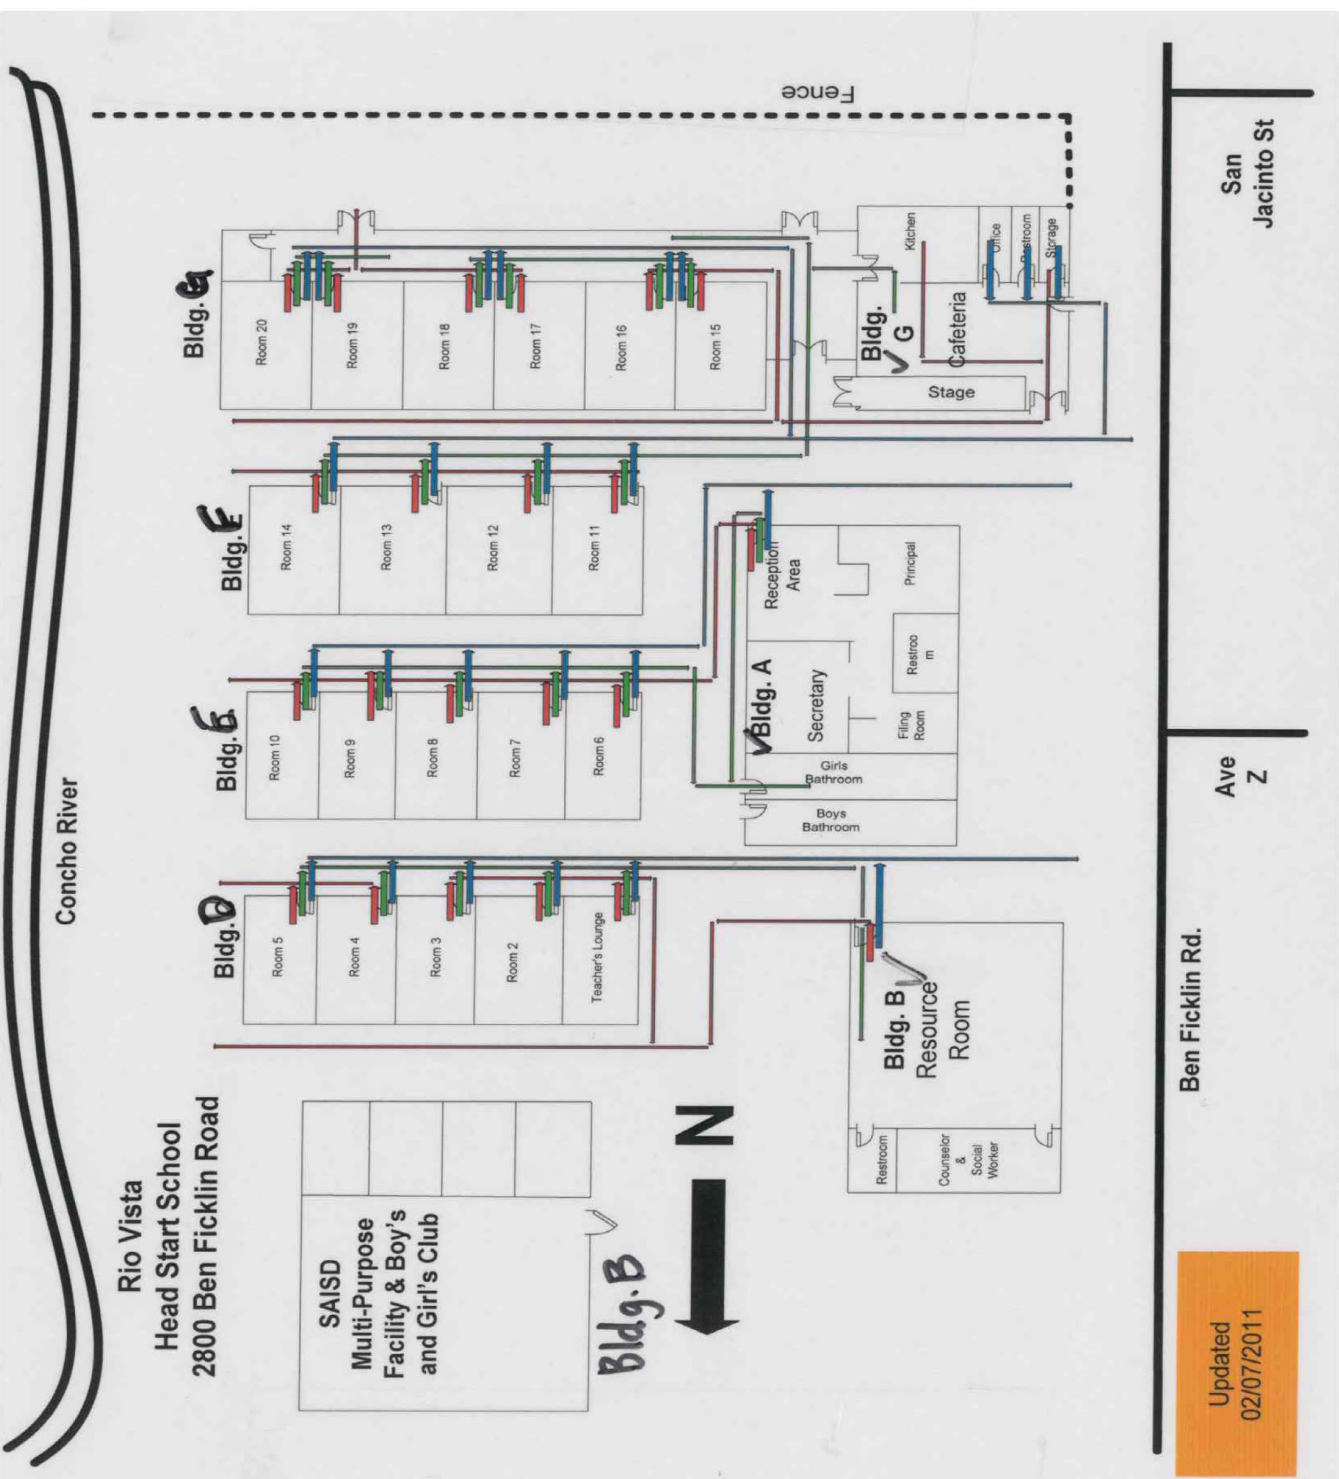 Fence
San
Jacinto St
Bldg. G
Room 20
Room 19
Room 18
Room 17
Room 16
Room 15
Kitchen
Office
Restroom
Storage
Bldg.
G
Cafeteria
Stage
Bldg. F
Room 14
Room 13
Room 12
Room 11
Reception
Area
Principal
Bldg. A
Secretary
Restroo
m
Filing
Room
Girls
Bathroom
Boys
Bathroom
Bldg. E
Room 10
Room 9
Room 8
Room 7
Room 6
Concho River
Ave
Z
Bldg. D
Room 5
Room 4
Room 3
Room 2
Teacher's Lounge
Bldg. B
Resource
Room
Restroom
Counselor
&
Social
Worker
Ben Ficklin Rd.
N
Rio Vista
Head Start School
2800 Ben Ficklin Road
SAISD
Multi-Purpose
Facility & Boy's
and Girl's Club
Bldg. B
Updated
02/07/2011